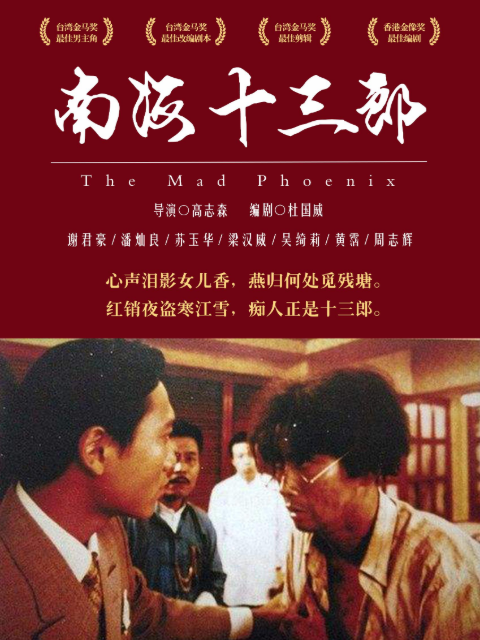 台湾金马奖
最佳男主角
台湾金马奖
最佳改编剧本
台湾金马奖
最佳剪辑
香港金像奖
最佳编剧
南海十三郎
The Mad Phoenix
导演○高志森 编剧○杜国威
谢君豪/潘灿良/苏玉华/梁汉威/吴绮莉/黄霑/周志辉
心声泪影女儿香，燕归何处觅残塘。
红销夜盗寒江雪，痴人正是十三郎。